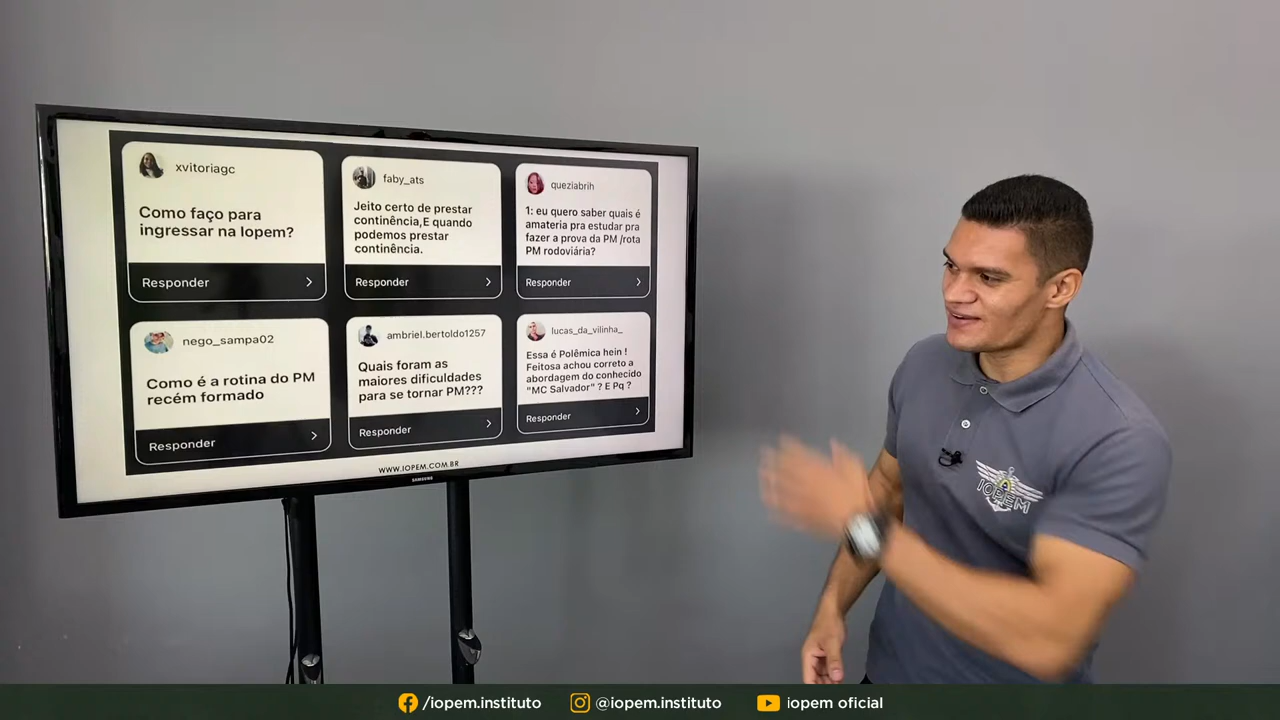 xvitoriagc
Como faço para
ingressar na Iopem?
Responder
faby_ats
Jeito certo de prestar
continência,E quando
podemos prestar
continência.
Responder
queziabrih
1: eu quero saber quais é
amateria pra estudar pra
fazer a prova da PM /rota
PM rodoviária?
Responder
nego_sampa02
Como é a rotina do PM
recém formado
Responder
ambriel.bertoldo1257
Quais foram as
maiores dificuldades
para se tornar PM???
Responder
lucas_da_vilinha_
Essa é Polêmica hein !
Feitosa achou correto a
abordagem do conhecido
"MC Salvador" ? E Pq ?
Responder
WWW.IOPEM.COM.BR
SAMSUNG
IOPEM
/iopem.instituto
@iopem.instituto
iopem oficial